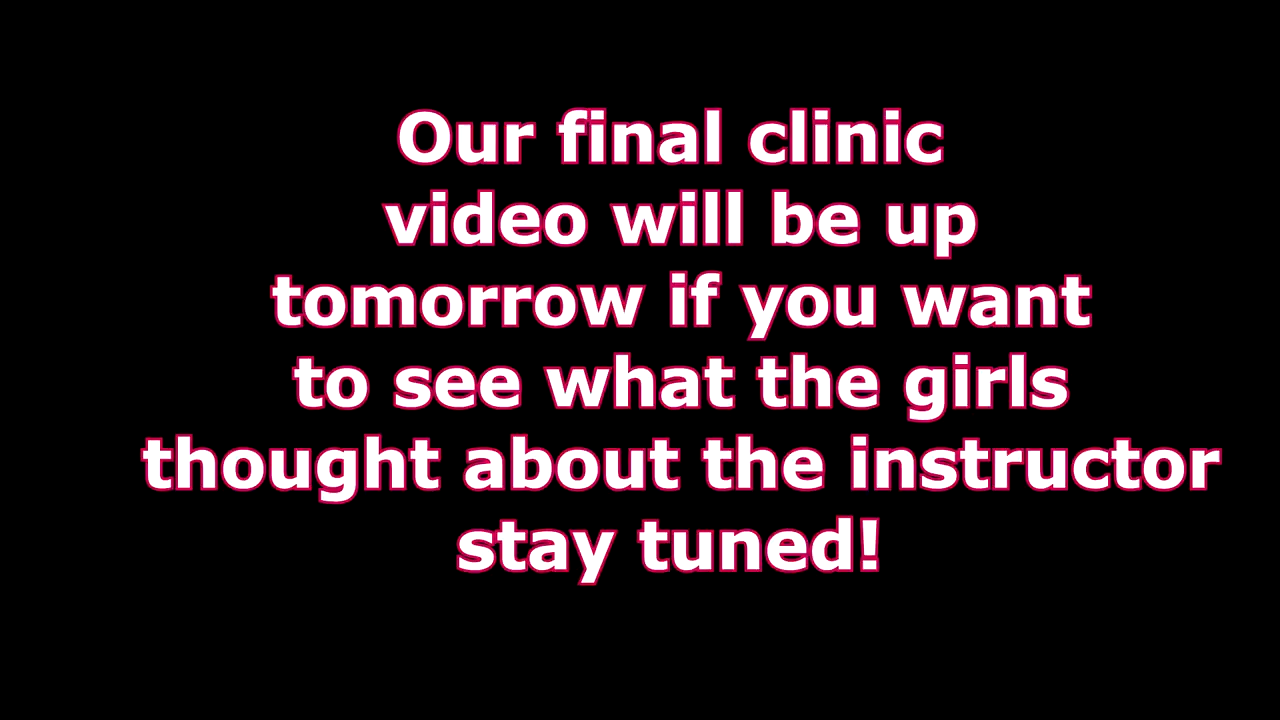 Our final clinic
video will be up
tomorrow if you want
to see what the girls
thought about the instructor
stay tuned!